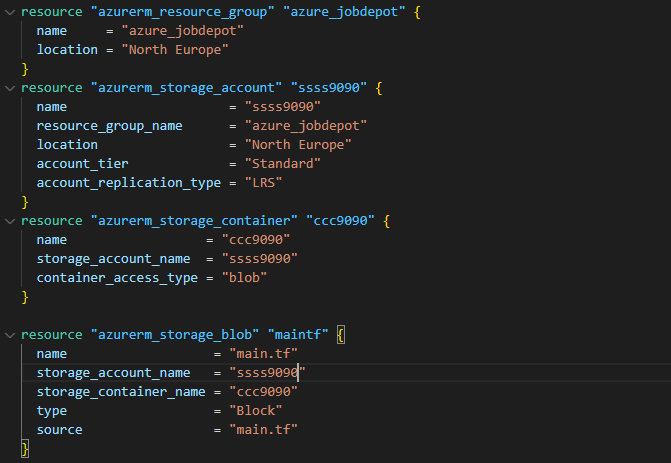 resource "azurerm_resource_group" "azure_jobdepot" {
  name     = "azure_jobdepot"
  location = "North Europe"
}
resource "azurerm_storage_account" "ssss9090" {
  name                     = "ssss9090"
  resource_group_name      = "azure_jobdepot"
  location                 = "North Europe"
  account_tier             = "Standard"
  account_replication_type = "LRS"
}
resource "azurerm_storage_container" "ccc9090" {
  name                  = "ccc9090"
  storage_account_name  = "ssss9090"
  container_access_type = "blob"
}
resource "azurerm_storage_blob" "maintf" {
  name                   = "main.tf"
  storage_account_name   = "ssss9090"
  storage_container_name = "ccc9090"
  type                   = "Block"
  source                 = "main.tf"
}